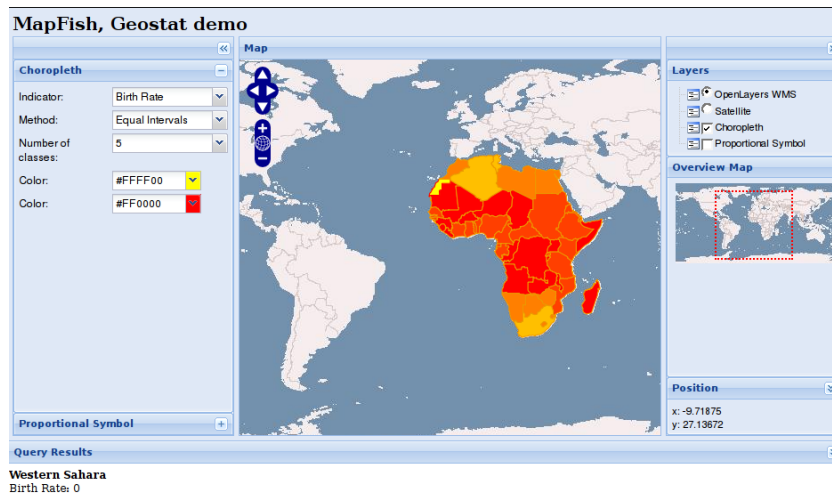 MapFish, Geostat demo
Choropleth
Indicator: Birth Rate
Method: Equal Intervals
Number of classes: 5
Color: #FFFF00
Color: #FF0000
Proportional Symbol
Map
Layers
OpenLayers WMS
Satellite
Choropleth
Proportional Symbol
Overview Map
Position
x: -9.71875
y: 27.13672
Query Results
Western Sahara
Birth Rate: 0